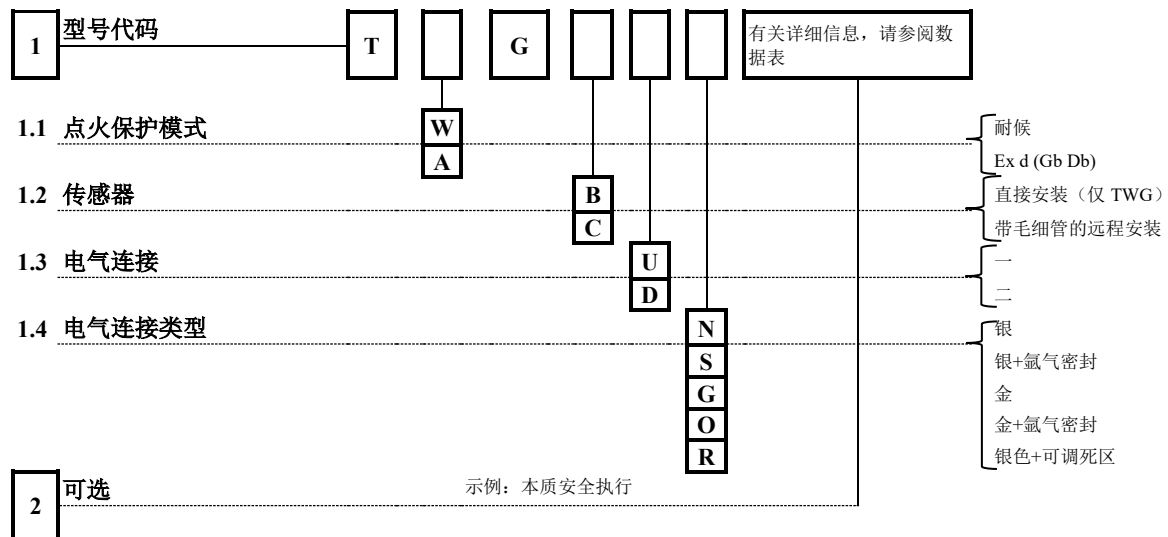 1 型号代码 T G 有关详细信息，请参阅数
据表
1.1 点火保护模式 W 耐候
A Ex d (Gb Db)
1.2 传感器 B 直接安装（仅 TWG）
C 带毛细管的远程安装
1.3 电气连接 U 一
D 二
1.4 电气连接类型 N 银
S 银+氩气密封
G 金
O 金+氩气密封
R 银色+可调死区
2 可选 示例：本质安全执行